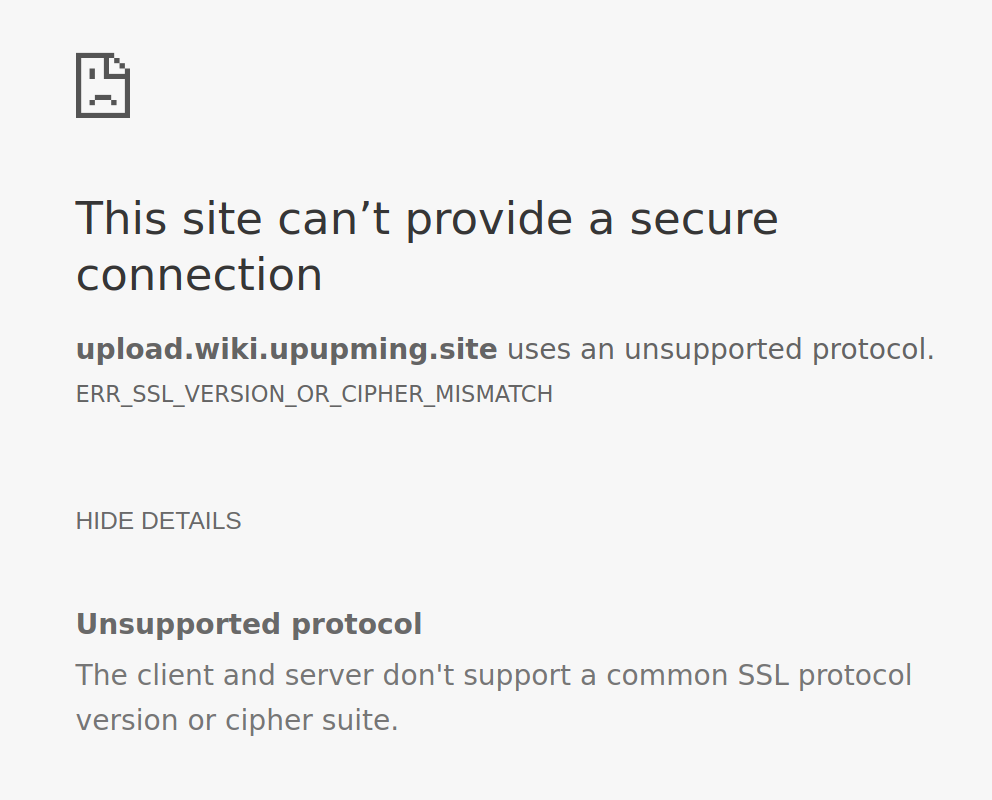 This site can’t provide a secure
connection
upload.wiki.upupming.site uses an unsupported protocol.
ERR_SSL_VERSION_OR_CIPHER_MISMATCH
HIDE DETAILS
Unsupported protocol
The client and server don't support a common SSL protocol
version or cipher suite.